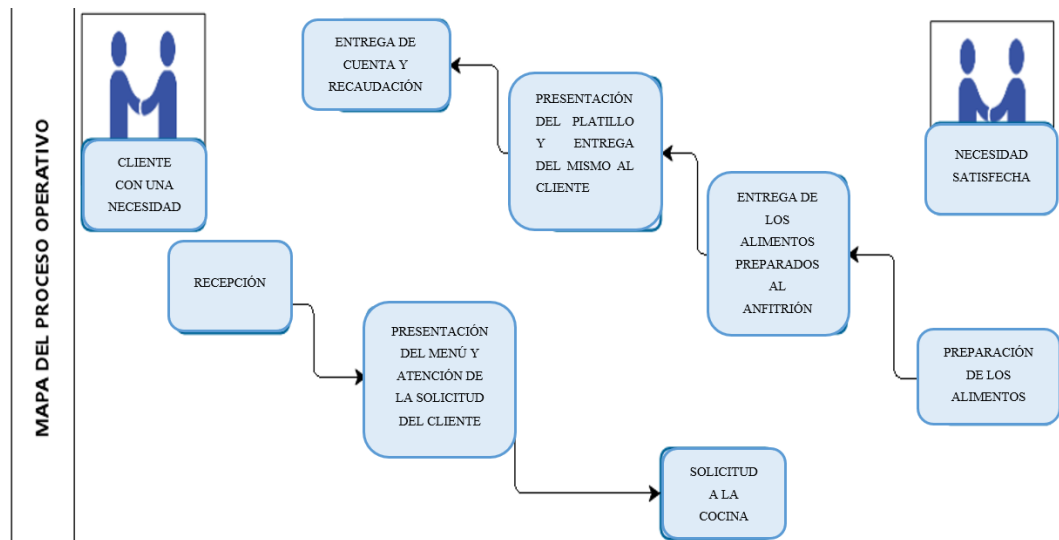 MAPA DEL PROCESO OPERATIVO
CLIENTE
CON UNA
NECESIDAD
RECEPCIÓN
PRESENTACIÓN
DEL MENÚ Y
ATENCIÓN DE
LA SOLICITUD
DEL CLIENTE
SOLICITUD
A LA
COCINA
PREPARACIÓN
DE LOS
ALIMENTOS
ENTREGA DE
LOS
ALIMENTOS
PREPARADOS
AL
ANFITRIÓN
PRESENTACIÓN
DEL PLATILLO
Y ENTREGA
DEL MISMO AL
CLIENTE
ENTREGA DE
CUENTA Y
RECAUDACIÓN
NECESIDAD
SATISFECHA